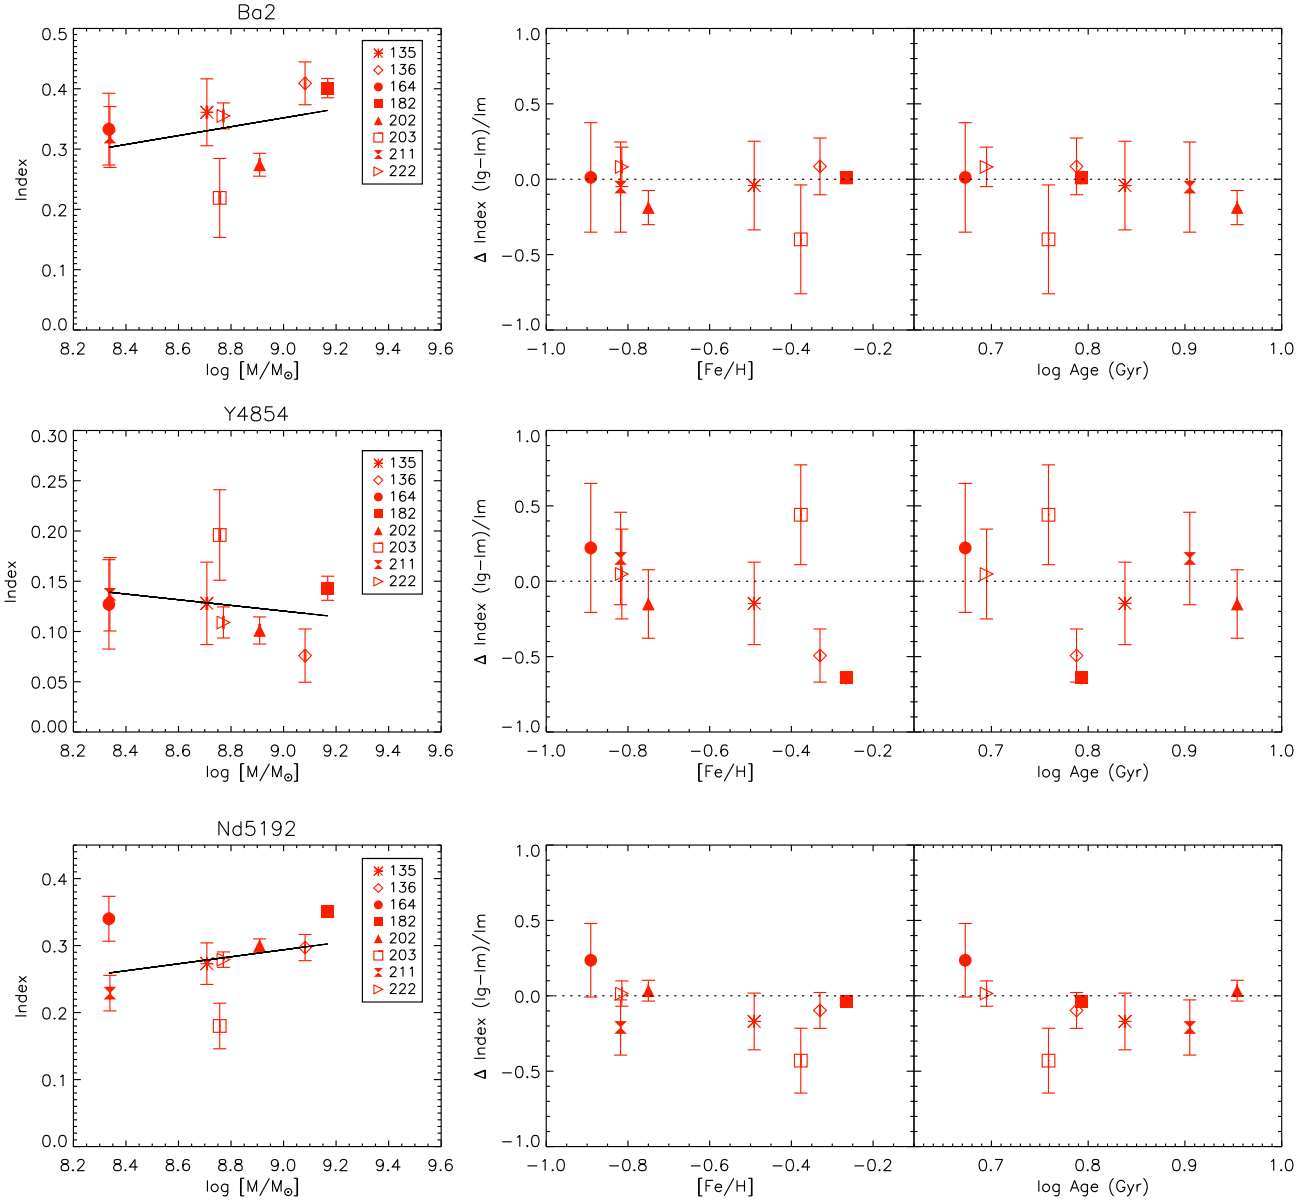 Ba2
0.5
0.4
0.3
0.2
0.1
0.0
Index
8.2 8.4 8.6 8.8 9.0 9.2 9.4 9.6
log [M/M☉]
135
136
164
182
202
203
211
222
1.0
0.5
0.0
−0.5
−1.0
Δ Index (Ig−Im)/Im
−1.0 −0.8 −0.6 −0.4 −0.2
[Fe/H]
0.7 0.8 0.9 1.0
log Age (Gyr)
Y4854
0.30
0.25
0.20
0.15
0.10
0.05
0.00
Index
8.2 8.4 8.6 8.8 9.0 9.2 9.4 9.6
log [M/M☉]
135
136
164
182
202
203
211
222
1.0
0.5
0.0
−0.5
−1.0
Δ Index (Ig−Im)/Im
−1.0 −0.8 −0.6 −0.4 −0.2
[Fe/H]
0.7 0.8 0.9 1.0
log Age (Gyr)
Nd5192
0.4
0.3
0.2
0.1
0.0
Index
8.2 8.4 8.6 8.8 9.0 9.2 9.4 9.6
log [M/M☉]
135
136
164
182
202
203
211
222
1.0
0.5
0.0
−0.5
−1.0
Δ Index (Ig−Im)/Im
−1.0 −0.8 −0.6 −0.4 −0.2
[Fe/H]
0.7 0.8 0.9 1.0
log Age (Gyr)